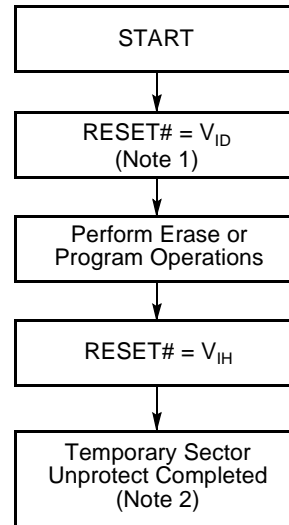 START
RESET# = V_ID
(Note 1)
Perform Erase or
Program Operations
RESET# = V_IH
Temporary Sector
Unprotect Completed
(Note 2)